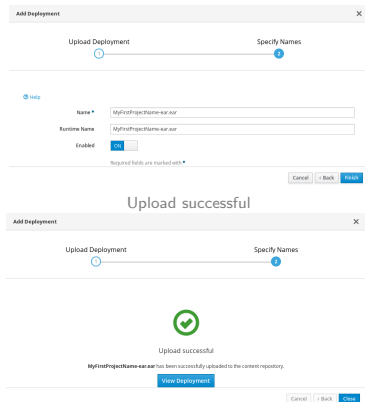 Add Deployment ×
Upload Deployment Specify Names
1 2
Help
Name * MyFirstProjectName-ear.ear
Runtime Name MyFirstProjectName-ear.ear
Enabled ON
Required fields are marked with *
Cancel ‹ Back Finish
Upload successful
Add Deployment ×
Upload Deployment Specify Names
1 2
Upload successful
MyFirstProjectName-ear.ear has been successfully uploaded to the content repository.
View Deployment
Cancel ‹ Back Close